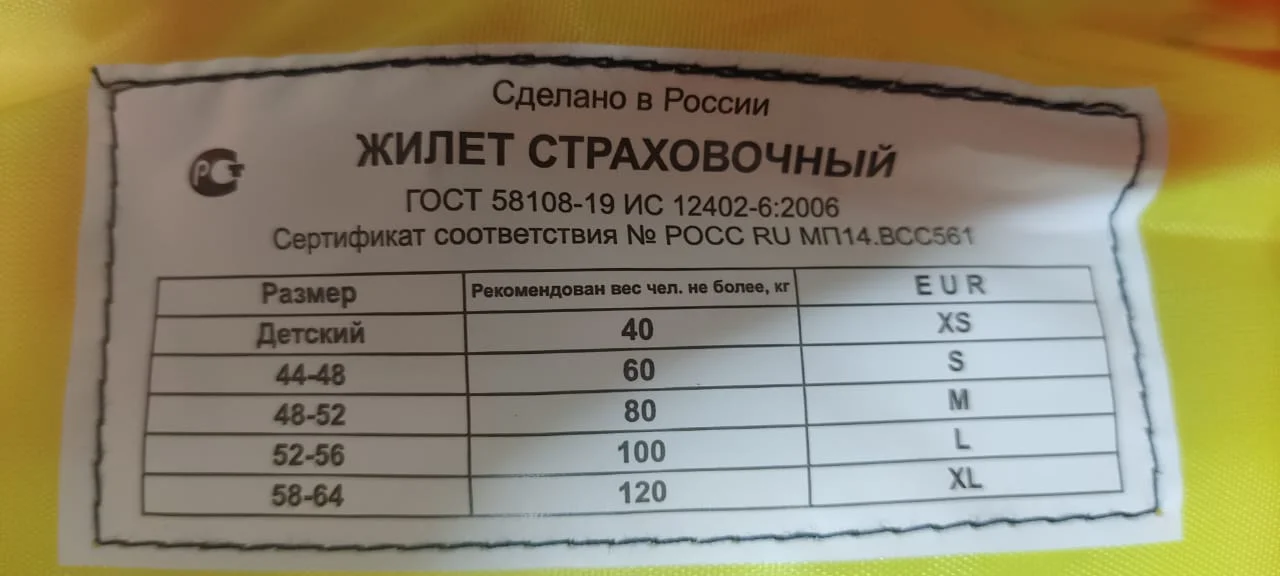 Сделано в России
ЖИЛЕТ СТРАХОВОЧНЫЙ
РСТ
ГОСТ 58108-19 ИС 12402-6:2006
Сертификат соответствия № РОСС RU МП14.ВСС561
Размер Рекомендован вес чел. не более, кг EUR
Детский 40 XS
44-48 60 S
48-52 80 M
52-56 100 L
58-64 120 XL